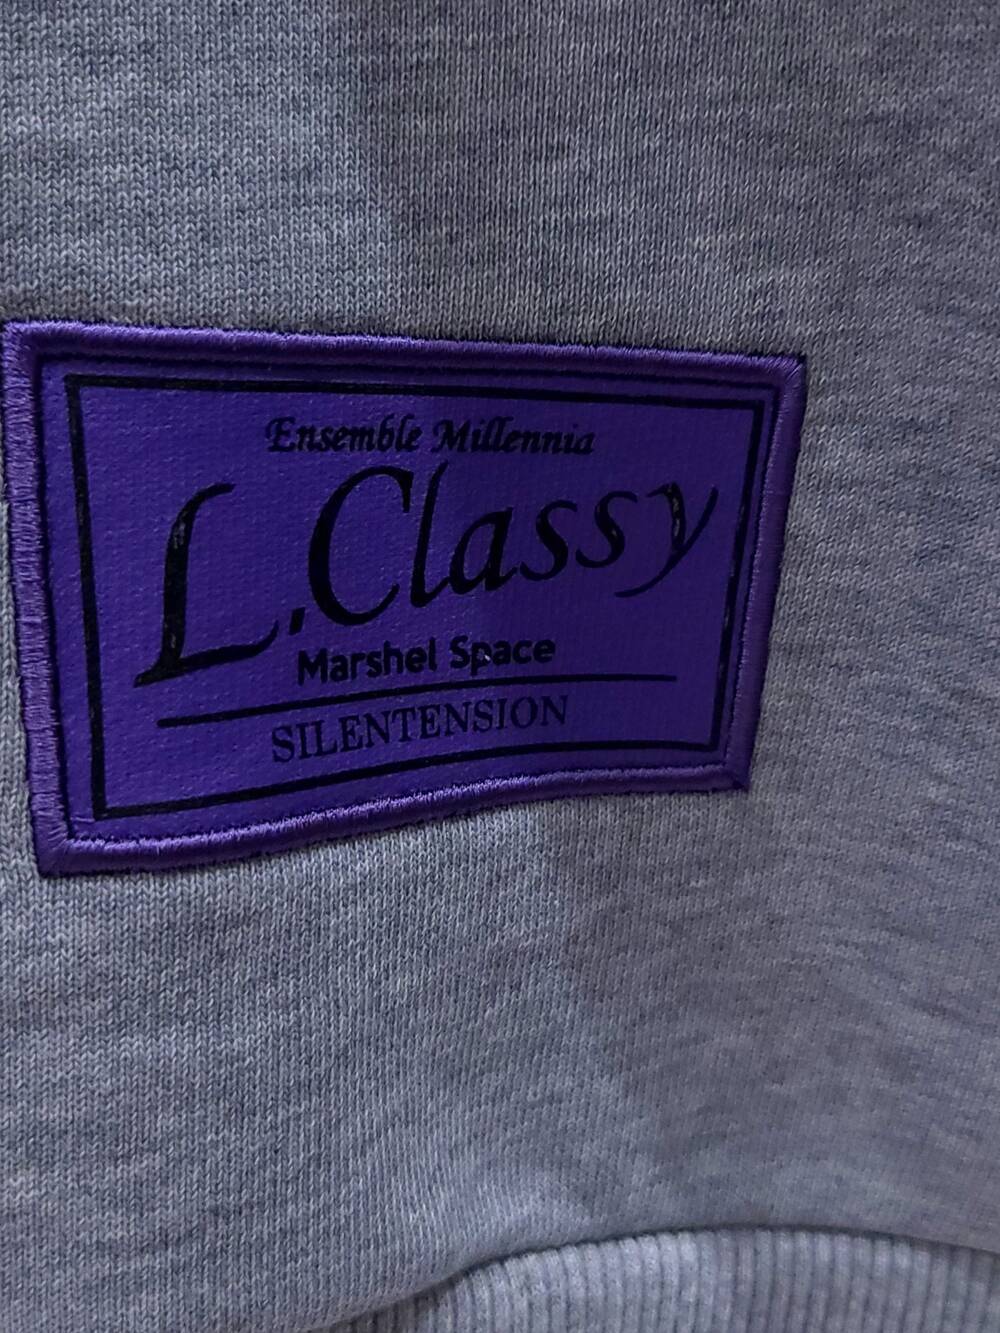 Ensemble Millennia
L.Classy
Marshel Space
SILENTENSION